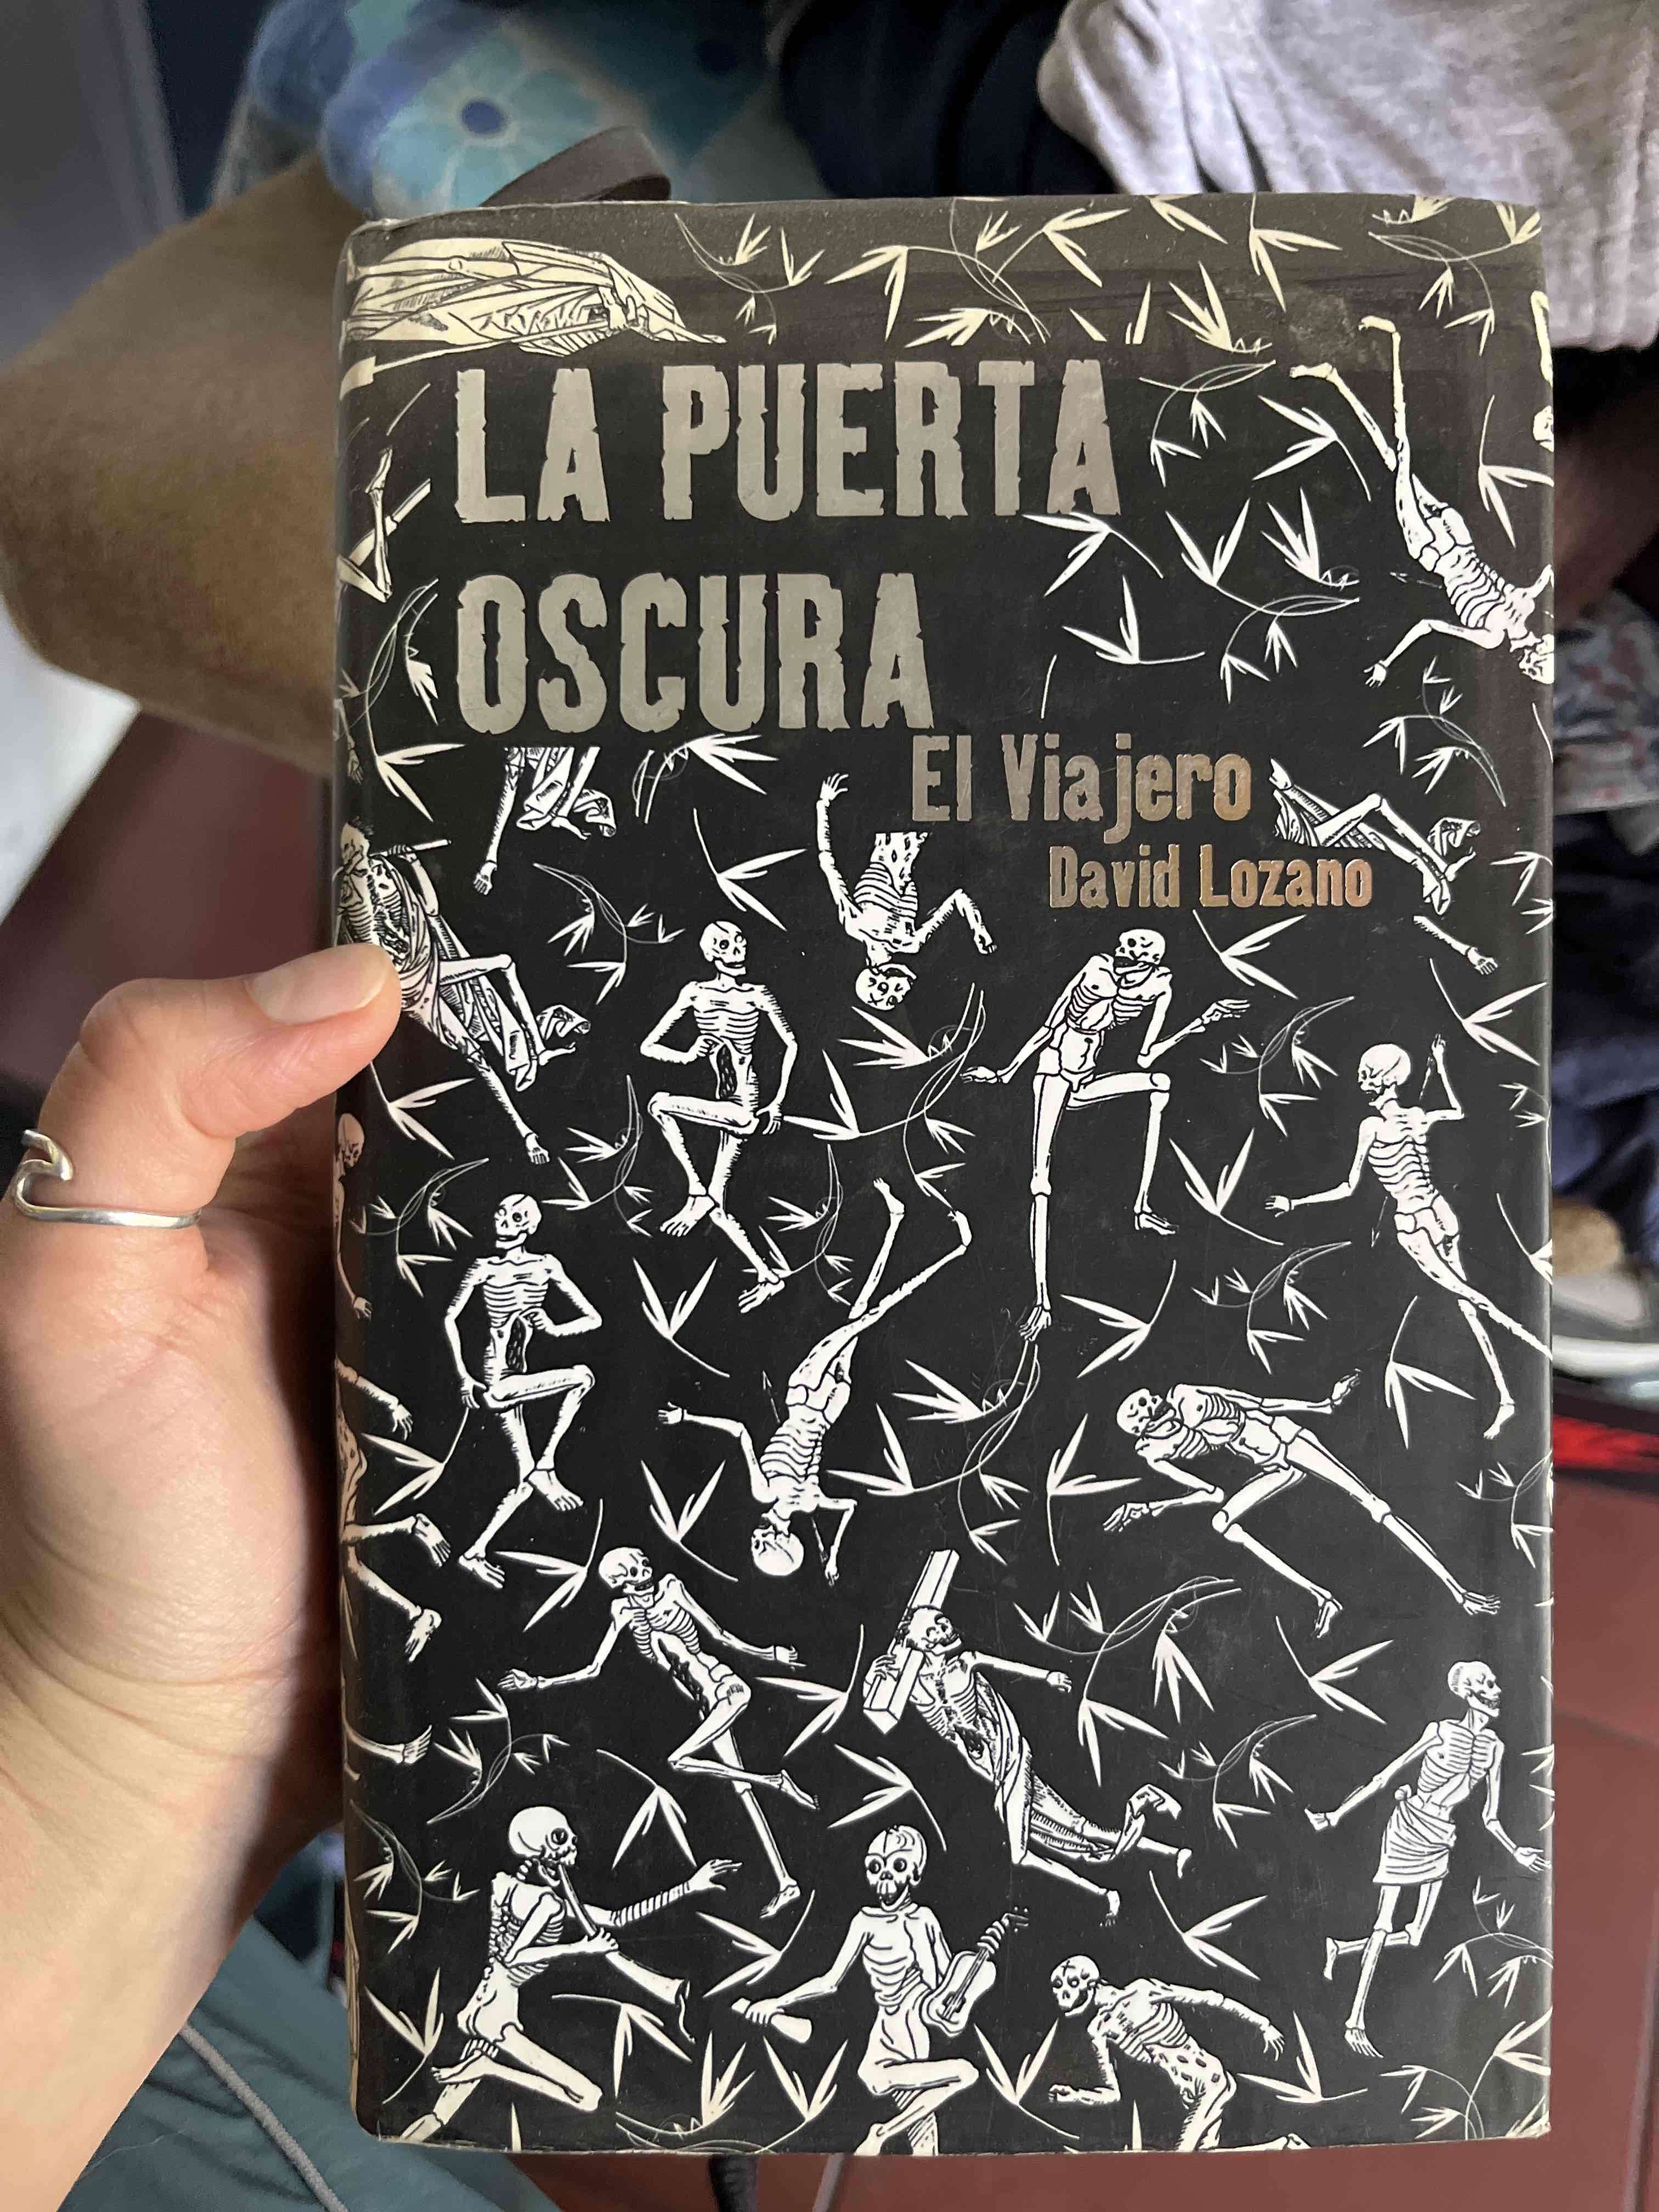 LA PUERTA
OSCURA
El Viajero
David Lozano